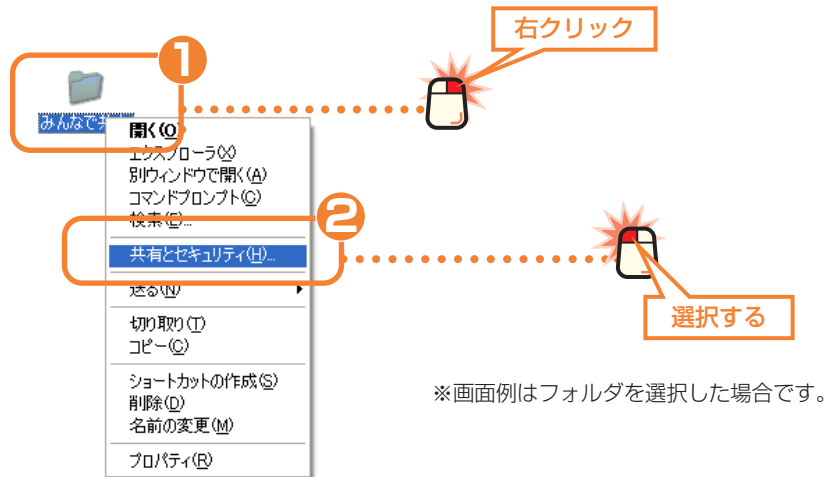 右クリック
1
みんなで
開く(O)
エクスプローラ(X)
別ウィンドウで開く(A)
コマンドプロンプト(C)
検索(E)...
2
共有とセキュリティ(H)...
送る(N)
選択する
切り取り(T)
コピー(C)
ショートカットの作成(S)
削除(D)
名前の変更(M)
プロパティ(R)
※画面例はフォルダを選択した場合です。